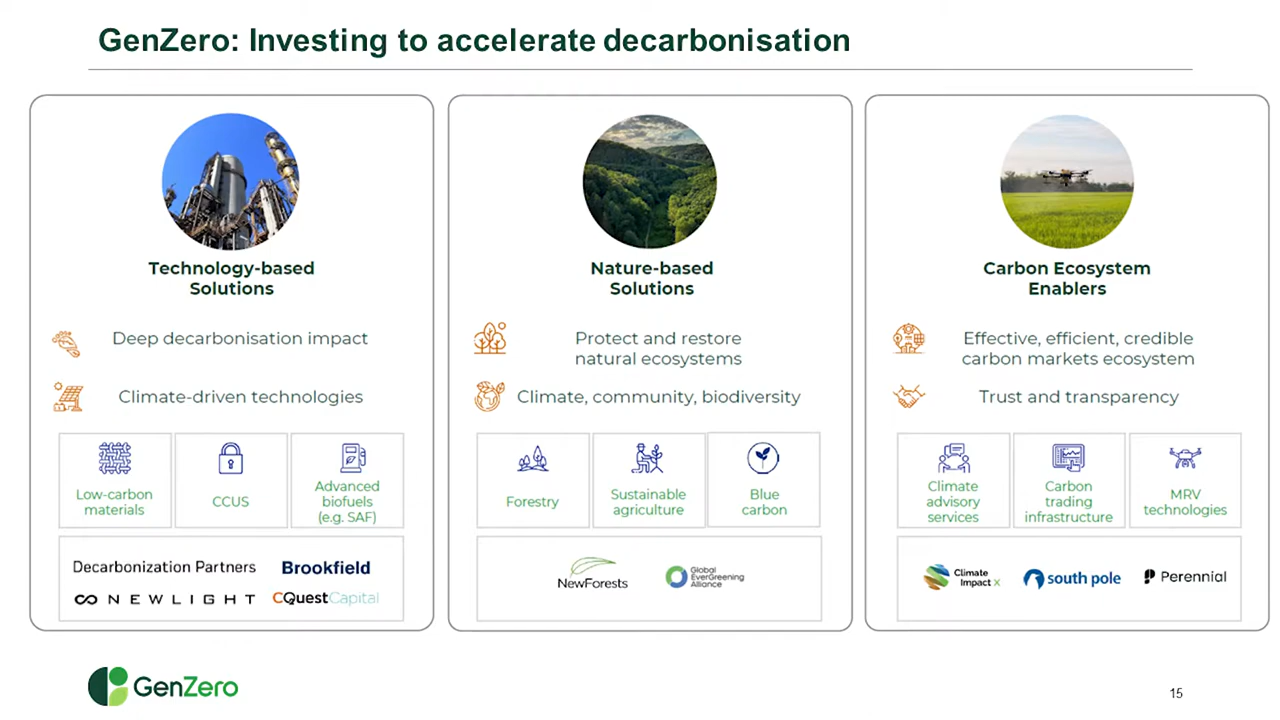 GenZero: Investing to accelerate decarbonisation
Technology-based
Solutions
Deep decarbonisation impact
Climate-driven technologies
Low-carbon
materials
CCUS
Advanced
biofuels
(e.g. SAF)
Decarbonization Partners
Brookfield
NEWLIGHT
CQuestCapital
Nature-based
Solutions
Protect and restore
natural ecosystems
Climate, community, biodiversity
Forestry
Sustainable
agriculture
Blue
carbon
NewForests
Global
EverGreening
Alliance
Carbon Ecosystem
Enablers
Effective, efficient, credible
carbon markets ecosystem
Trust and transparency
Climate
advisory
services
Carbon
trading
infrastructure
MRV
technologies
Climate
Impact X
south pole
Perennial
GenZero
15